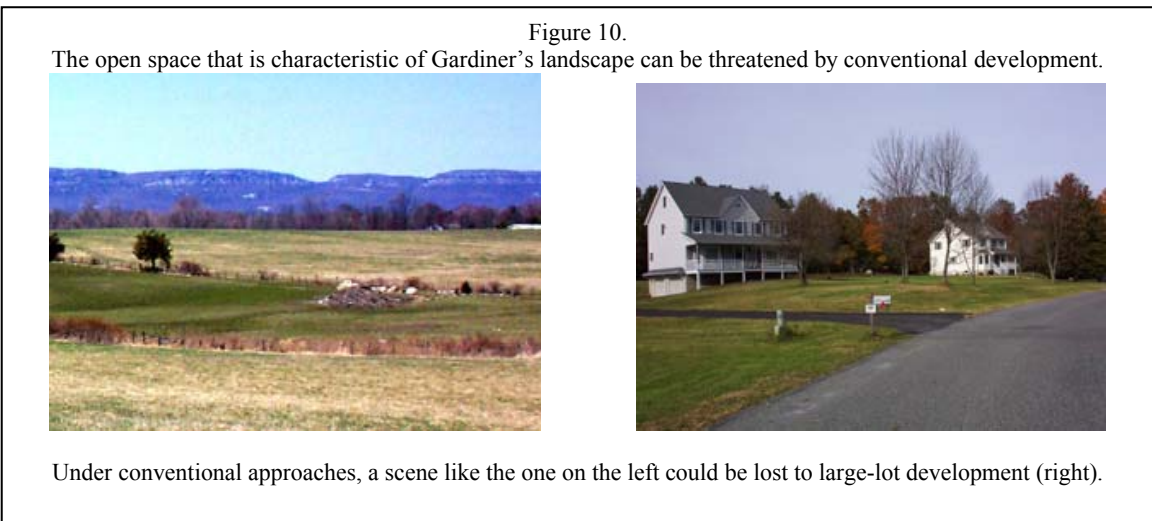 Figure 10.
The open space that is characteristic of Gardiner’s landscape can be threatened by conventional development.
Under conventional approaches, a scene like the one on the left could be lost to large-lot development (right).